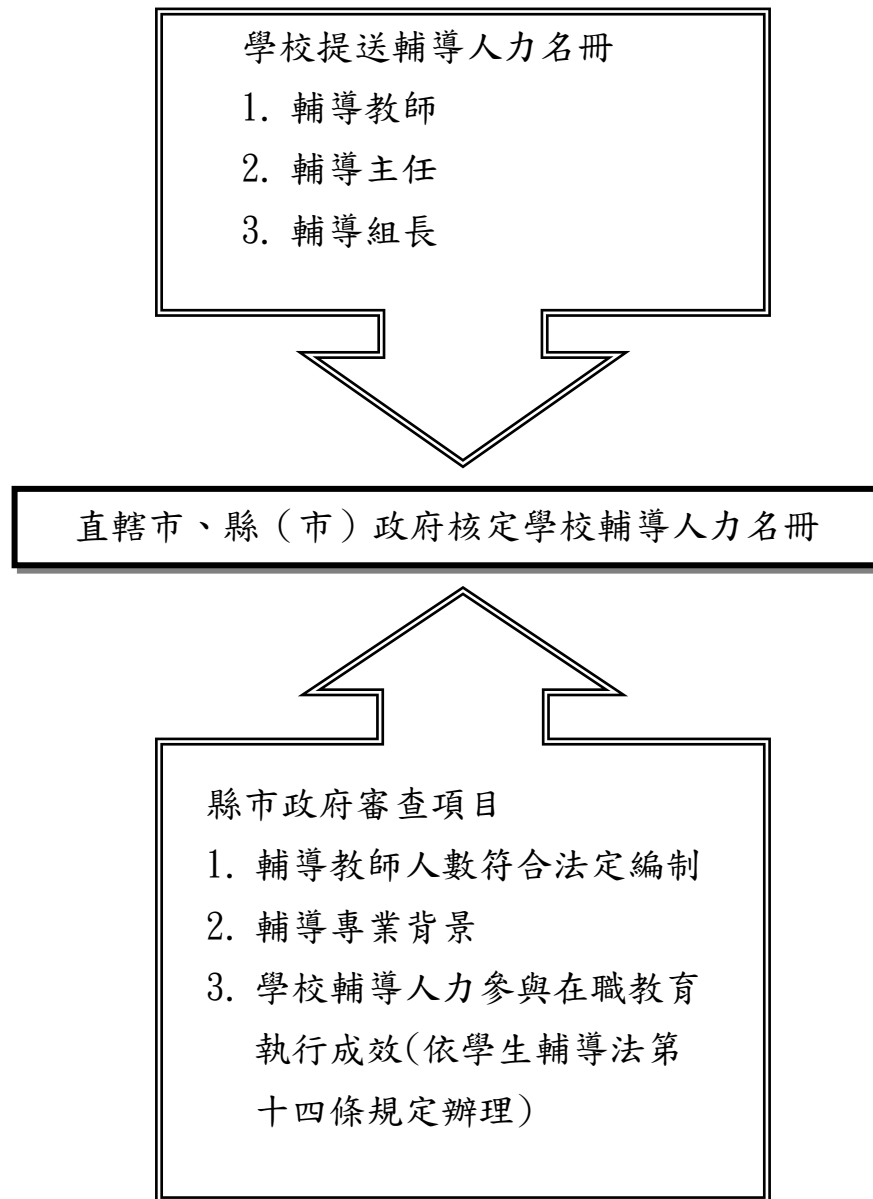 學校提送輔導人力名冊
1. 輔導教師
2. 輔導主任
3. 輔導組長
直轄市、縣（市）政府核定學校輔導人力名冊
縣市政府審查項目
1. 輔導教師人數符合法定編制
2. 輔導專業背景
3. 學校輔導人力參與在職教育
執行成效(依學生輔導法第
十四條規定辦理)